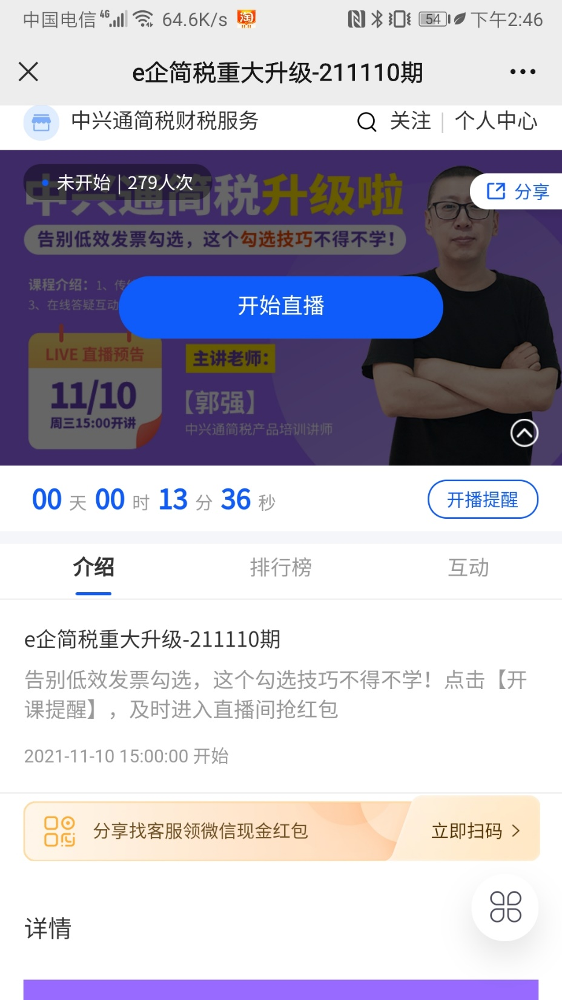 中国电信 4G 64.6K/s 淘 54 下午2:46
e企简税重大升级-211110期
中兴通简税财税服务 关注 | 个人中心
未开始 | 279人次
中兴通简税升级啦
分享
告别低效发票勾选，这个勾选技巧不得不学！
课程介绍：1、传
3、在线答疑互动
开始直播
LIVE 直播预告
11/10
周三15:00开讲
主讲老师：
【郭强】
中兴通简税产品培训讲师
00 天 00 时 13 分 36 秒
开播提醒
介绍 排行榜 互动
e企简税重大升级-211110期
告别低效发票勾选，这个勾选技巧不得不学！点击【开
课提醒】，及时进入直播间抢红包
2021-11-10 15:00:00 开始
分享找客服领微信现金红包 立即扫码 >
详情